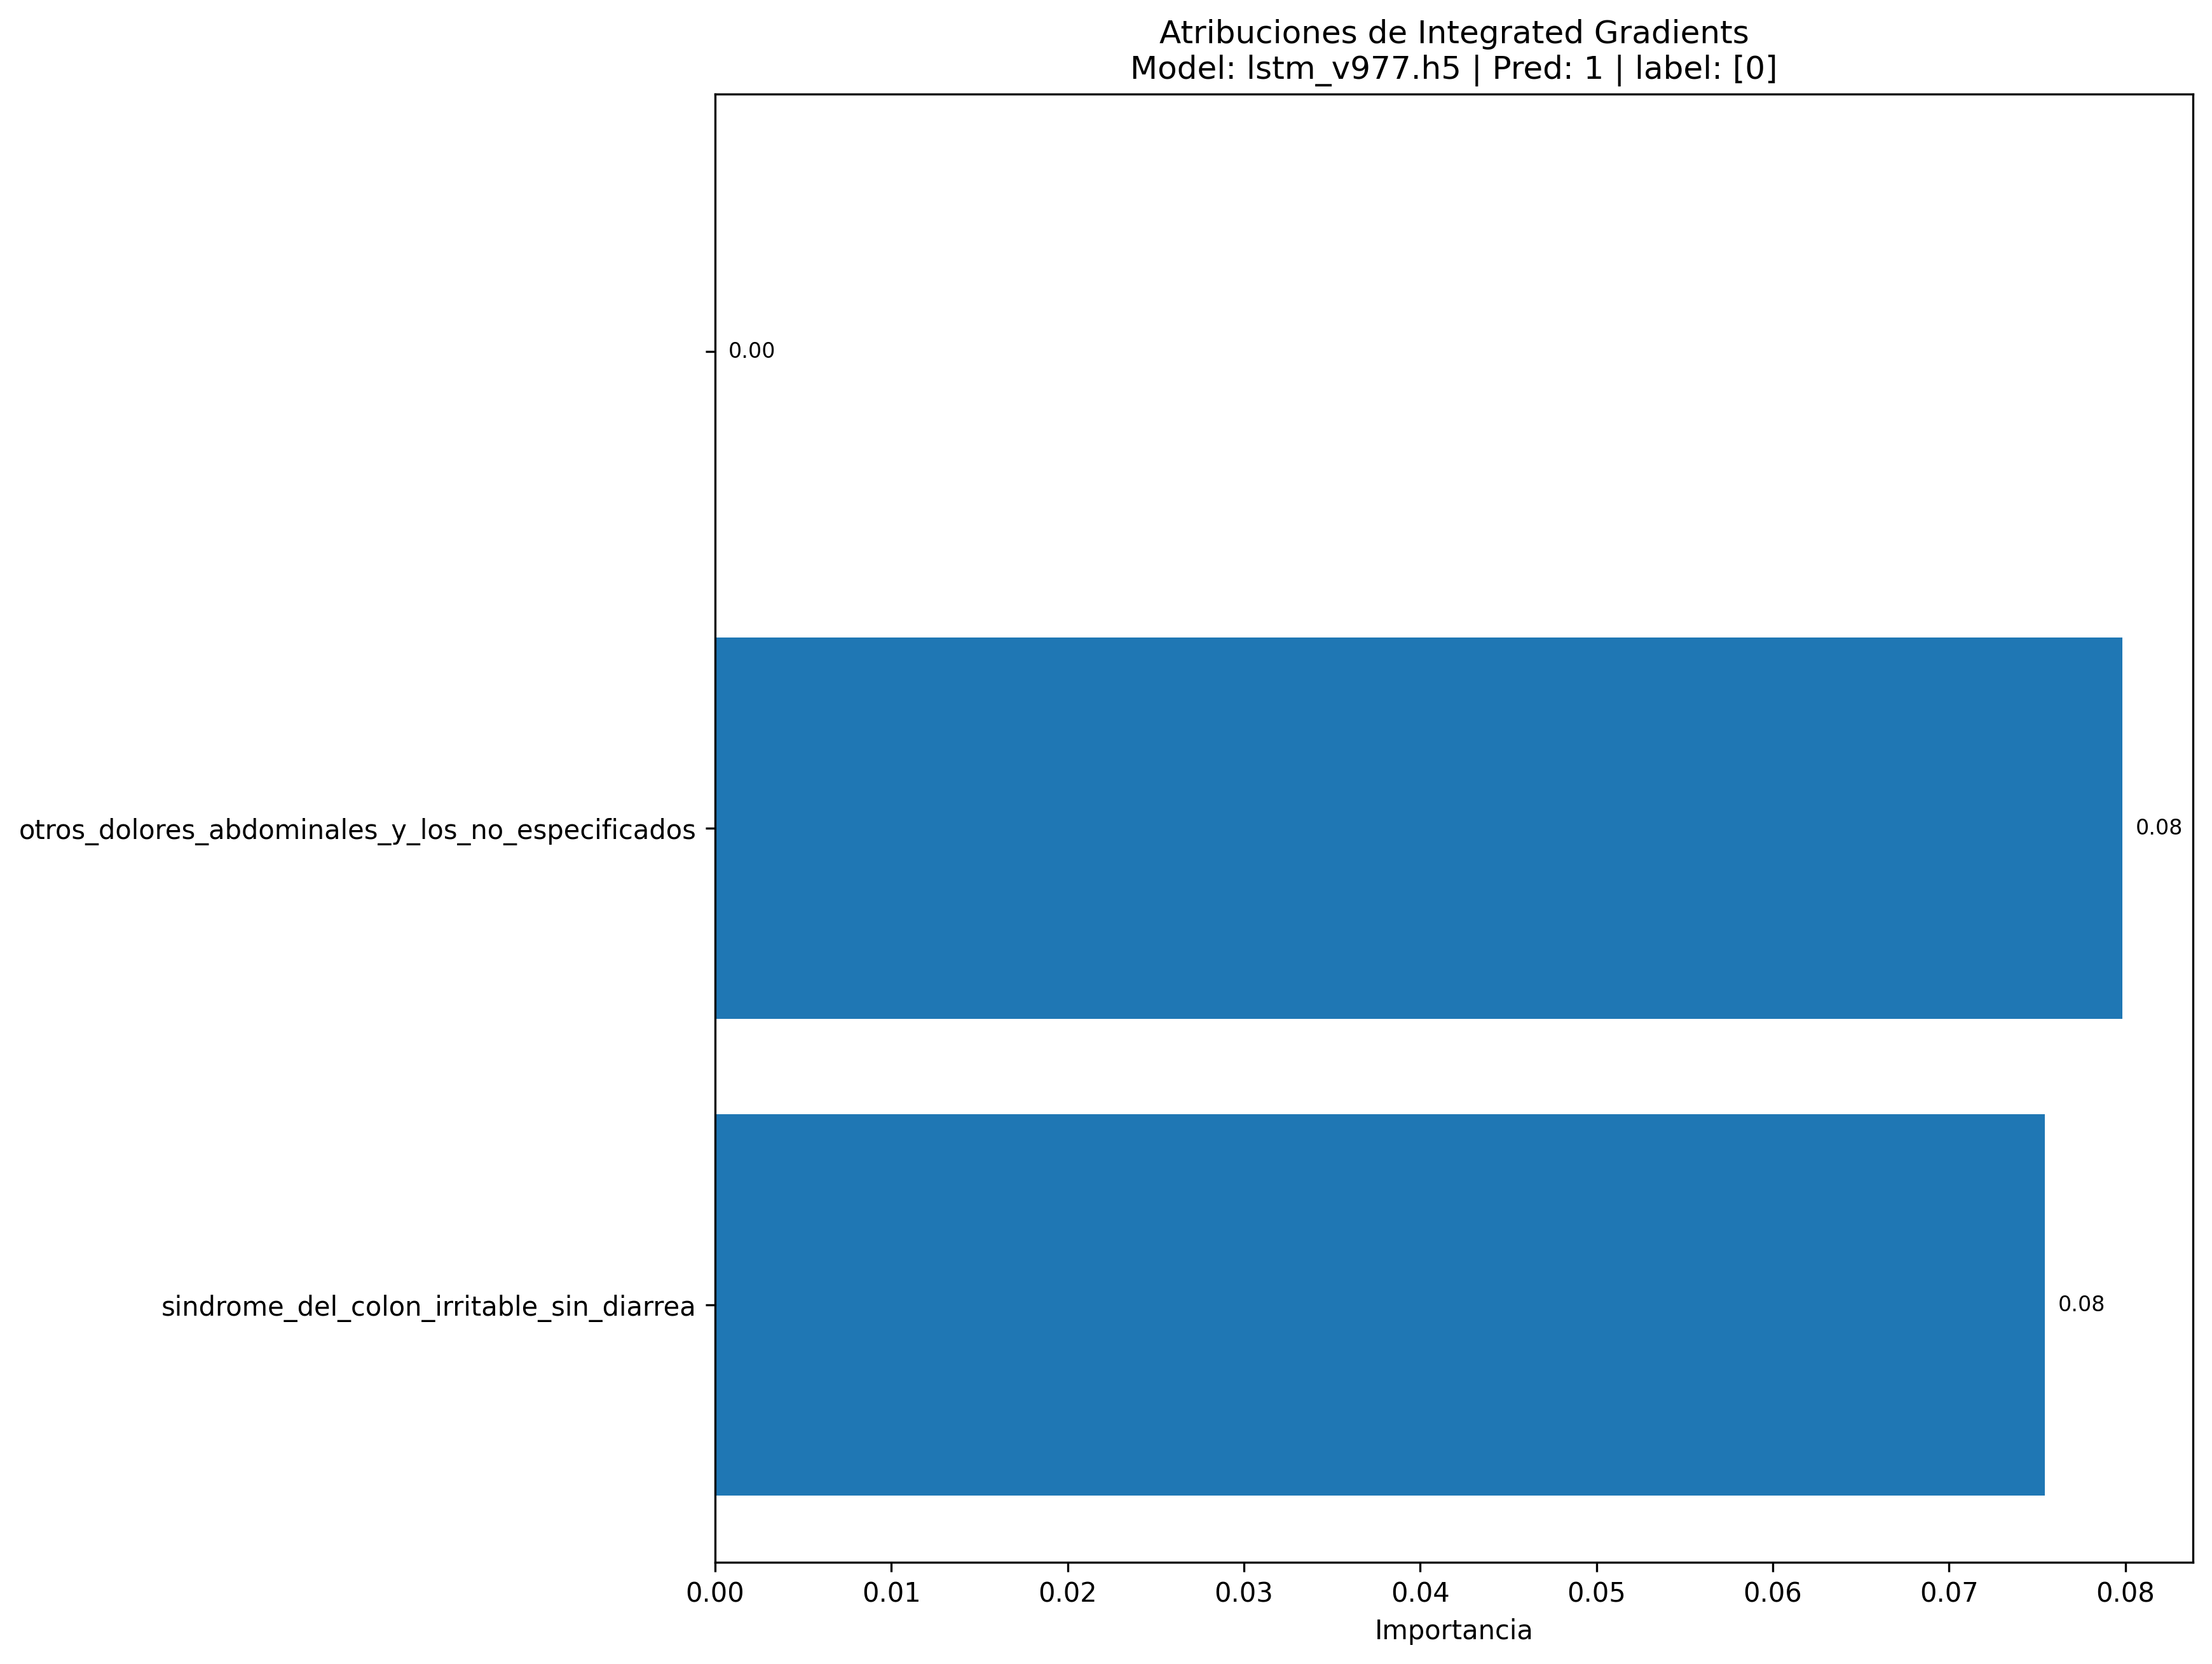 Atribuciones de Integrated Gradients
Model: lstm_v977.h5 | Pred: 1 | label: [0]
0.00
otros_dolores_abdominales_y_los_no_especificados
0.08
sindrome_del_colon_irritable_sin_diarrea
0.08
0.00 0.01 0.02 0.03 0.04 0.05 0.06 0.07 0.08
Importancia